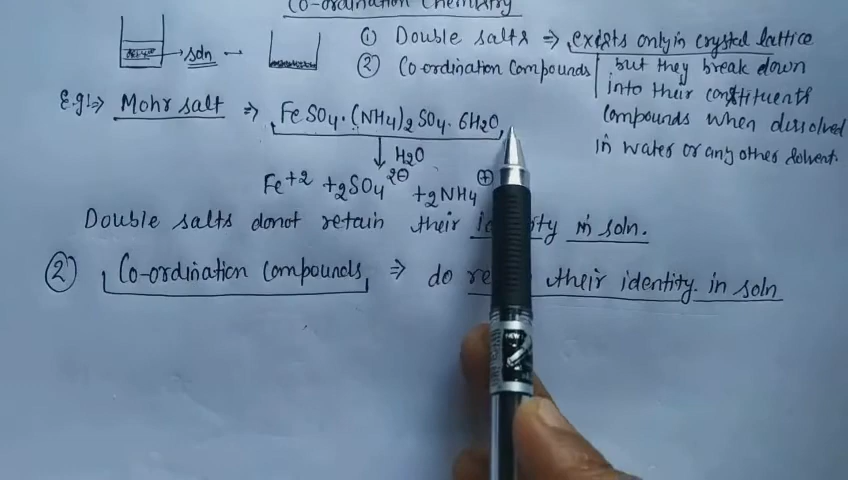 Co-ordination Chemistry
→ soln →
① Double salts ⇒ exists only in crystal lattice
② Co-ordination Compounds
but they break down
into their constituents
compounds when dissolved
in water or any other solvent.
E.g:⇒ Mohr salt ⇒ FeSO4.(NH4)2 SO4. 6H2O
↓ H2O
Fe+2 + 2SO4 2⊖ + 2NH4 ⊕
Double salts donot retain their in soln.
② Co-ordination Compounds ⇒ do their identity. in soln